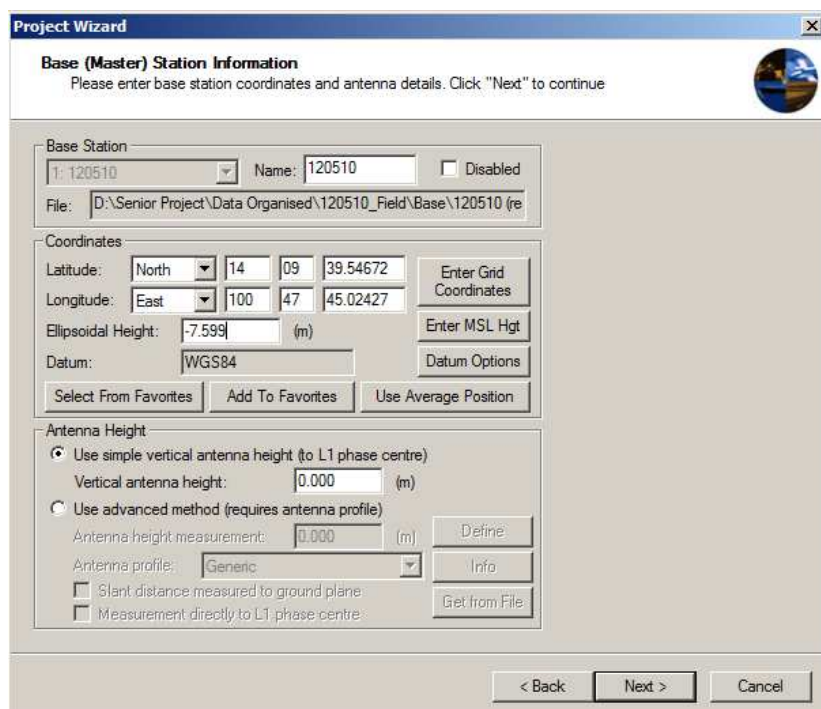 Project Wizard
Base (Master) Station Information
Please enter base station coordinates and antenna details. Click "Next" to continue
Base Station
1: 120510
Name: 120510
Disabled
File: D:\Senior Project\Data Organised\120510_Field\Base\120510 (re
Coordinates
Latitude: North 14 09 39.54672
Enter Grid Coordinates
Longitude: East 100 47 45.02427
Ellipsoidal Height: -7.599 (m)
Enter MSL Hgt
Datum: WGS84
Datum Options
Select From Favorites
Add To Favorites
Use Average Position
Antenna Height
Use simple vertical antenna height (to L1 phase centre)
Vertical antenna height: 0.000 (m)
Use advanced method (requires antenna profile)
Antenna height measurement: 0.000 (m)
Define
Antenna profile: Generic
Info
Slant distance measured to ground plane
Get from File
Measurement directly to L1 phase centre
< Back
Next >
Cancel